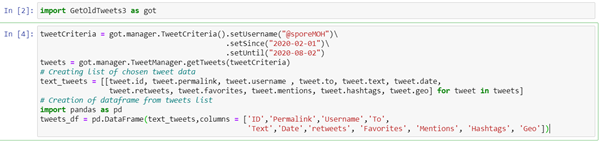 In [2]: import GetOldTweets3 as got
In [4]: tweetCriteria = got.manager.TweetCriteria().setUsername("@sporeMOH")\
.setSince("2020-02-01")\
.setUntil("2020-08-02")
tweets = got.manager.TweetManager.getTweets(tweetCriteria)
# Creating list of chosen tweet data
text_tweets = [[tweet.id, tweet.permalink, tweet.username , tweet.to, tweet.text, tweet.date,
tweet.retweets, tweet.favorites, tweet.mentions, tweet.hashtags, tweet.geo] for tweet in tweets]
# Creation of dataframe from tweets list
import pandas as pd
tweets_df = pd.DataFrame(text_tweets,columns = ['ID','Permalink','Username','To',
'Text','Date','retweets', 'Favorites', 'Mentions', 'Hashtags', 'Geo'])